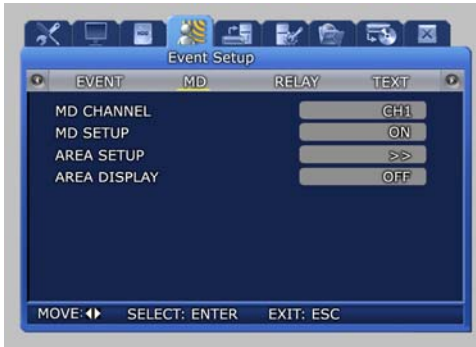 Event Setup
EVENT MD RELAY TEXT
MD CHANNEL CH1
MD SETUP ON
AREA SETUP >>
AREA DISPLAY OFF
MOVE: SELECT: ENTER EXIT: ESC